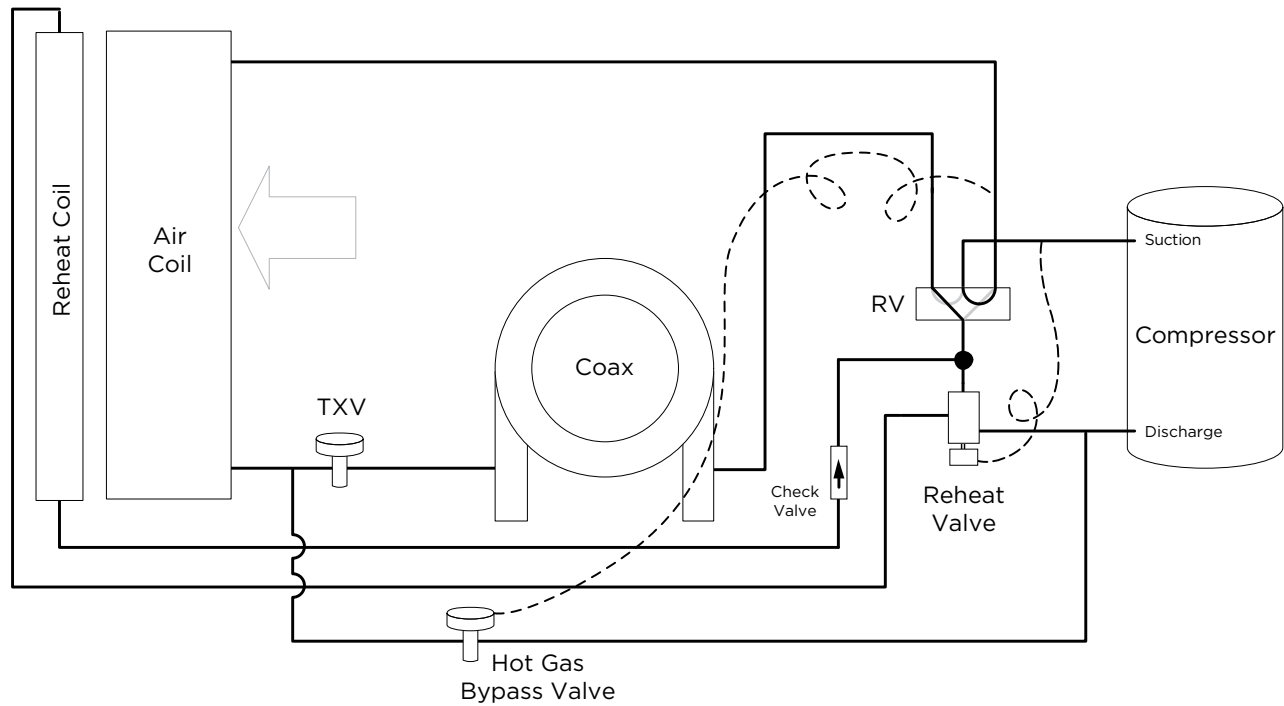 Reheat Coil
Air
Coil
TXV
Coax
RV
Suction
Compressor
Discharge
Check
Valve
Reheat
Valve
Hot Gas
Bypass Valve